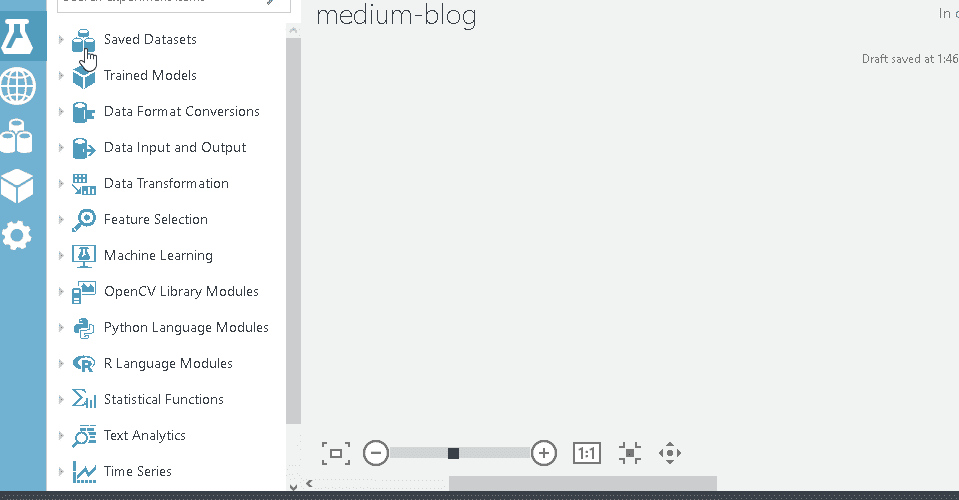 medium-blog
In
Draft saved at 1:46
Saved Datasets
Trained Models
Data Format Conversions
Data Input and Output
Data Transformation
Feature Selection
Machine Learning
OpenCV Library Modules
Python Language Modules
R Language Modules
Statistical Functions
Text Analytics
Time Series
1:1